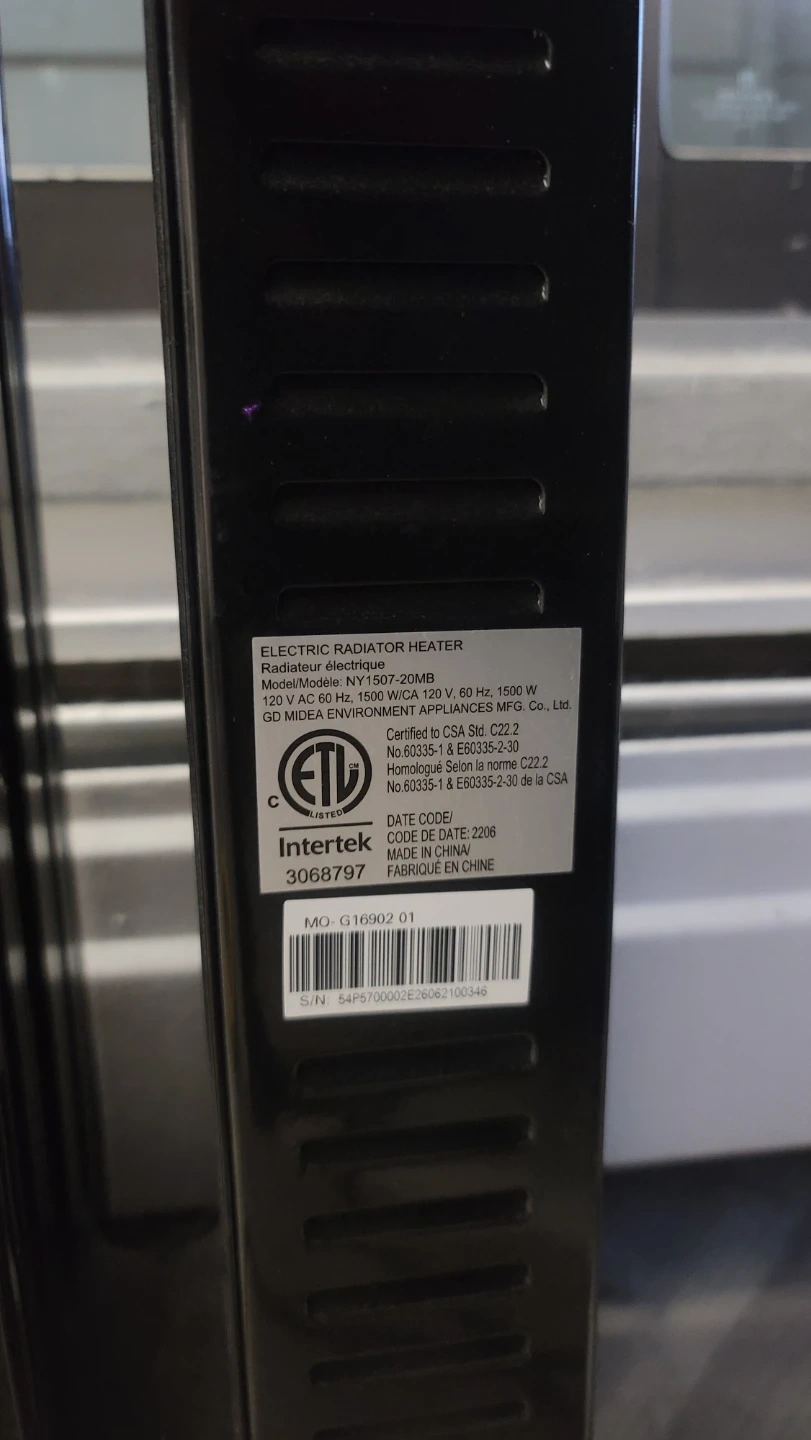 ELECTRIC RADIATOR HEATER
Radiateur électrique
Model/Modèle: NY1507-20MB
120 V AC 60 Hz, 1500 W/CA 120 V, 60 Hz, 1500 W
GD MIDEA ENVIRONMENT APPLIANCES MFG. Co., Ltd.
Certified to CSA Std. C22.2
No.60335-1 & E60335-2-30
Homologué Selon la norme C22.2
No.60335-1 & E60335-2-30 de la CSA
ETL CM
C
LISTED
Intertek
3068797
DATE CODE/
CODE DE DATE: 2206
MADE IN CHINA/
FABRIQUÉ EN CHINE
MO- G16902 01
S/N: 54P5700002E26062100346